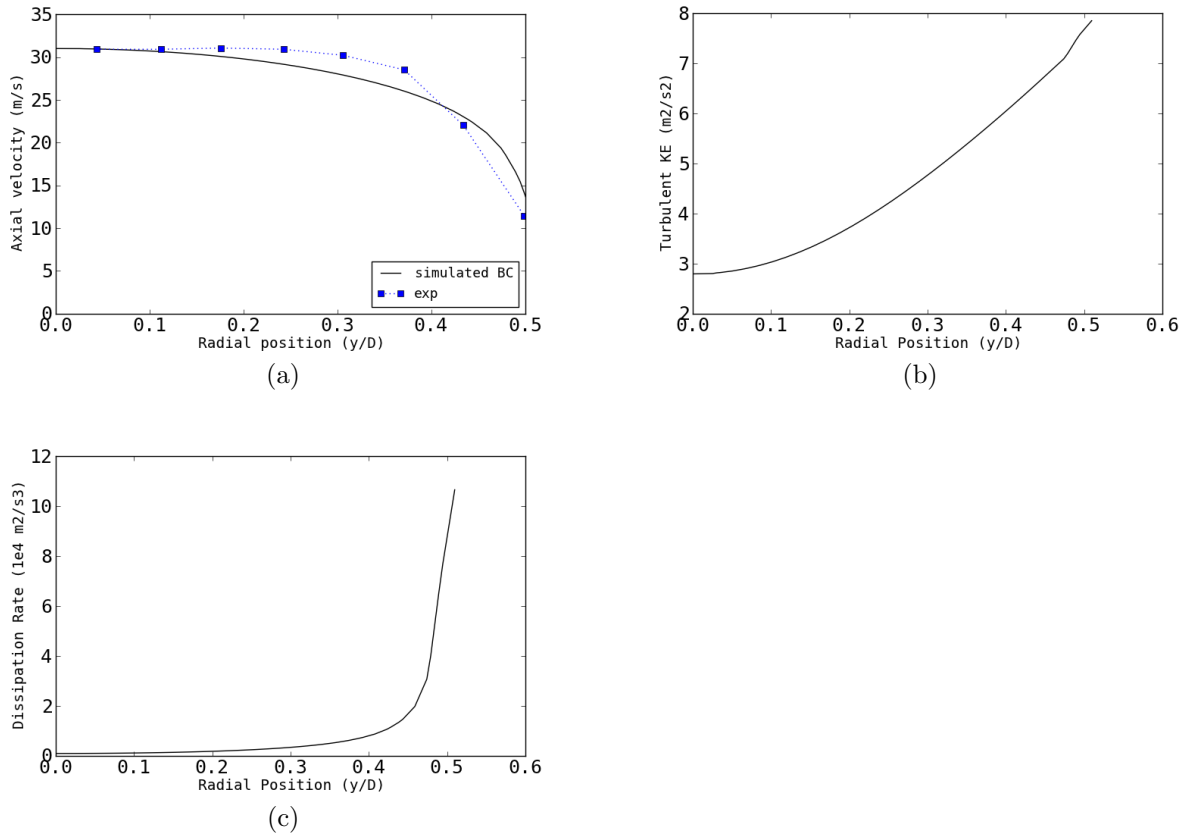 35
30
25
20
15
10
5
0
Axial velocity (m/s)
simulated BC
exp
0.0 0.1 0.2 0.3 0.4 0.5
Radial position (y/D)
(a)
8
7
6
5
4
3
2
Turbulent KE (m2/s2)
0.0 0.1 0.2 0.3 0.4 0.5 0.6
Radial Position (y/D)
(b)
12
10
8
6
4
2
0
Dissipation Rate (1e4 m2/s3)
0.0 0.1 0.2 0.3 0.4 0.5 0.6
Radial Position (y/D)
(c)